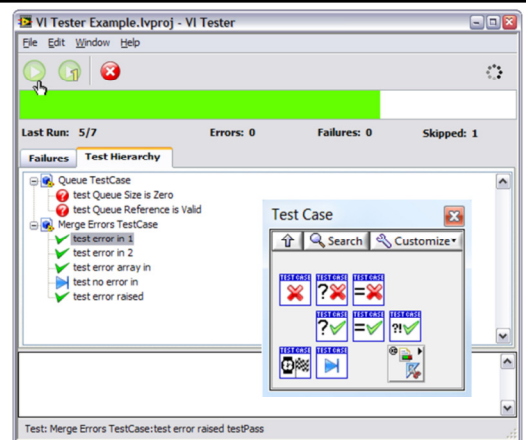 VI Tester Example.lvproj - VI Tester
File Edit Window Help
Last Run: 5/7 Errors: 0 Failures: 0 Skipped: 1
Failures Test Hierarchy
Queue TestCase
test Queue Size is Zero
test Queue Reference is Valid
Merge Errors TestCase
test error in 1
test error in 2
test error array in
test no error in
test error raised
Test Case
Search Customize
TEST CASE TEST CASE TEST CASE
? =
TEST CASE TEST CASE TEST CASE
? = ?!
TEST CASE TEST CASE
Test: Merge Errors TestCase:test error raised testPass